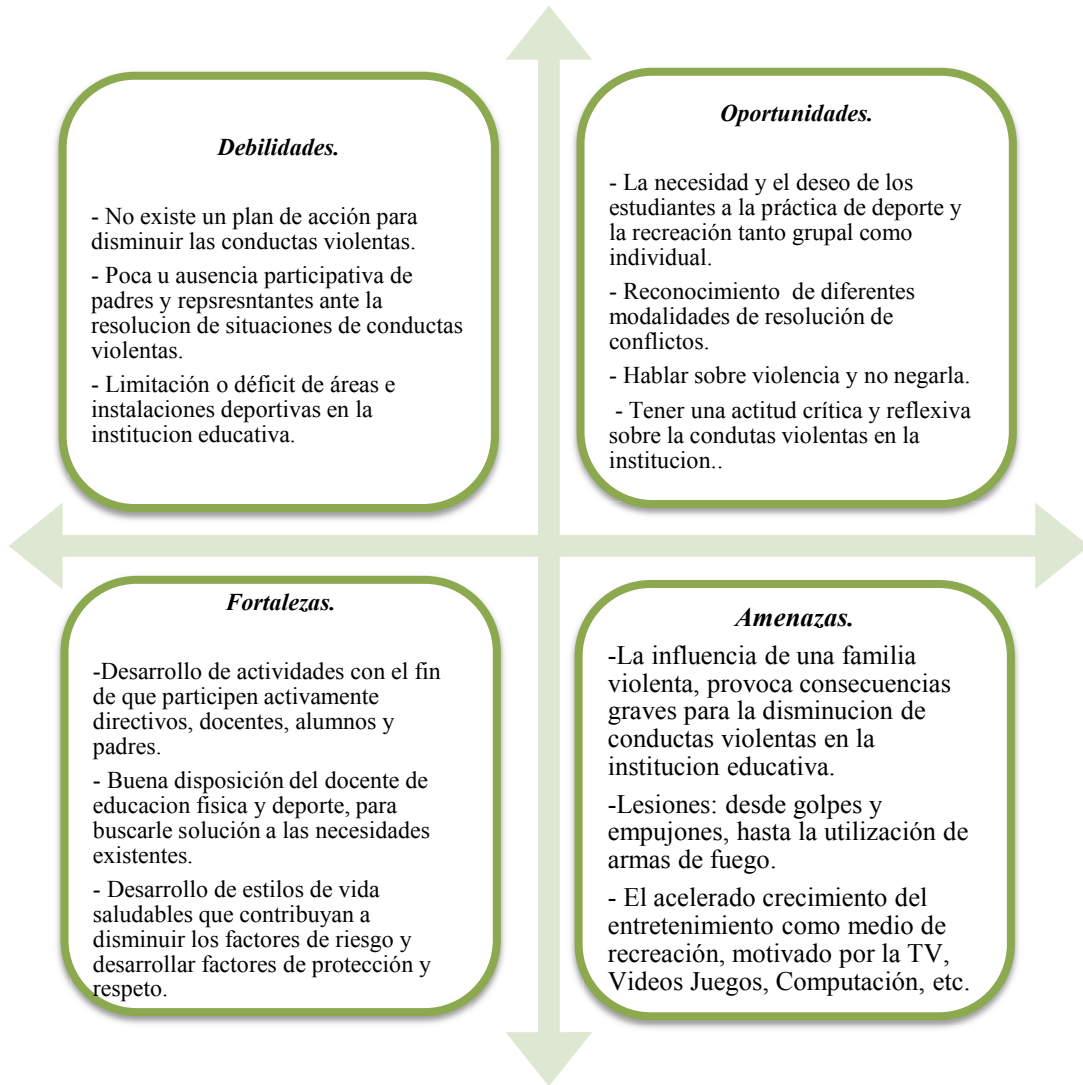 Debilidades.
- No existe un plan de acción para
disminuir las conductas violentas.
- Poca u ausencia participativa de
padres y repsresntantes ante la
resolucion de situaciones de conductas
violentas.
- Limitación o déficit de áreas e
instalaciones deportivas en la
institucion educativa.
Oportunidades.
- La necesidad y el deseo de los
estudiantes a la práctica de deporte y
la recreación tanto grupal como
individual.
- Reconocimiento de diferentes
modalidades de resolución de
conflictos.
- Hablar sobre violencia y no negarla.
- Tener una actitud crítica y reflexiva
sobre la condutas violentas en la
institucion..
Fortalezas.
-Desarrollo de actividades con el fin
de que participen activamente
directivos, docentes, alumnos y
padres.
- Buena disposición del docente de
educacion fisica y deporte, para
buscarle solución a las necesidades
existentes.
- Desarrollo de estilos de vida
saludables que contribuyan a
disminuir los factores de riesgo y
desarrollar factores de protección y
respeto.
Amenazas.
-La influencia de una familia
violenta, provoca consecuencias
graves para la disminucion de
conductas violentas en la
institucion educativa.
-Lesiones: desde golpes y
empujones, hasta la utilización de
armas de fuego.
- El acelerado crecimiento del
entretenimiento como medio de
recreación, motivado por la TV,
Videos Juegos, Computación, etc.